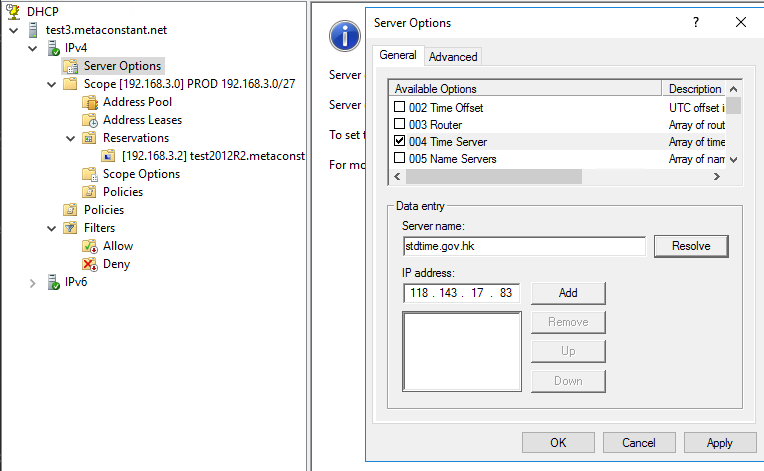 DHCP
test3.metaconstant.net
IPv4
Server Options
Scope [192.168.3.0] PROD 192.168.3.0/27
Address Pool
Address Leases
Reservations
[192.168.3.2] test2012R2.metaconst
Scope Options
Policies
Policies
Filters
Allow
Deny
IPv6
Server
Server
To set t
For mo
Server Options
?
General
Advanced
Available Options Description
002 Time Offset UTC offset i
003 Router Array of rout
004 Time Server Array of time
005 Name Servers Array of nam
Data entry
Server name:
stdtime.gov.hk
Resolve
IP address:
118 . 143 . 17 . 83
Add
Remove
Up
Down
OK
Cancel
Apply